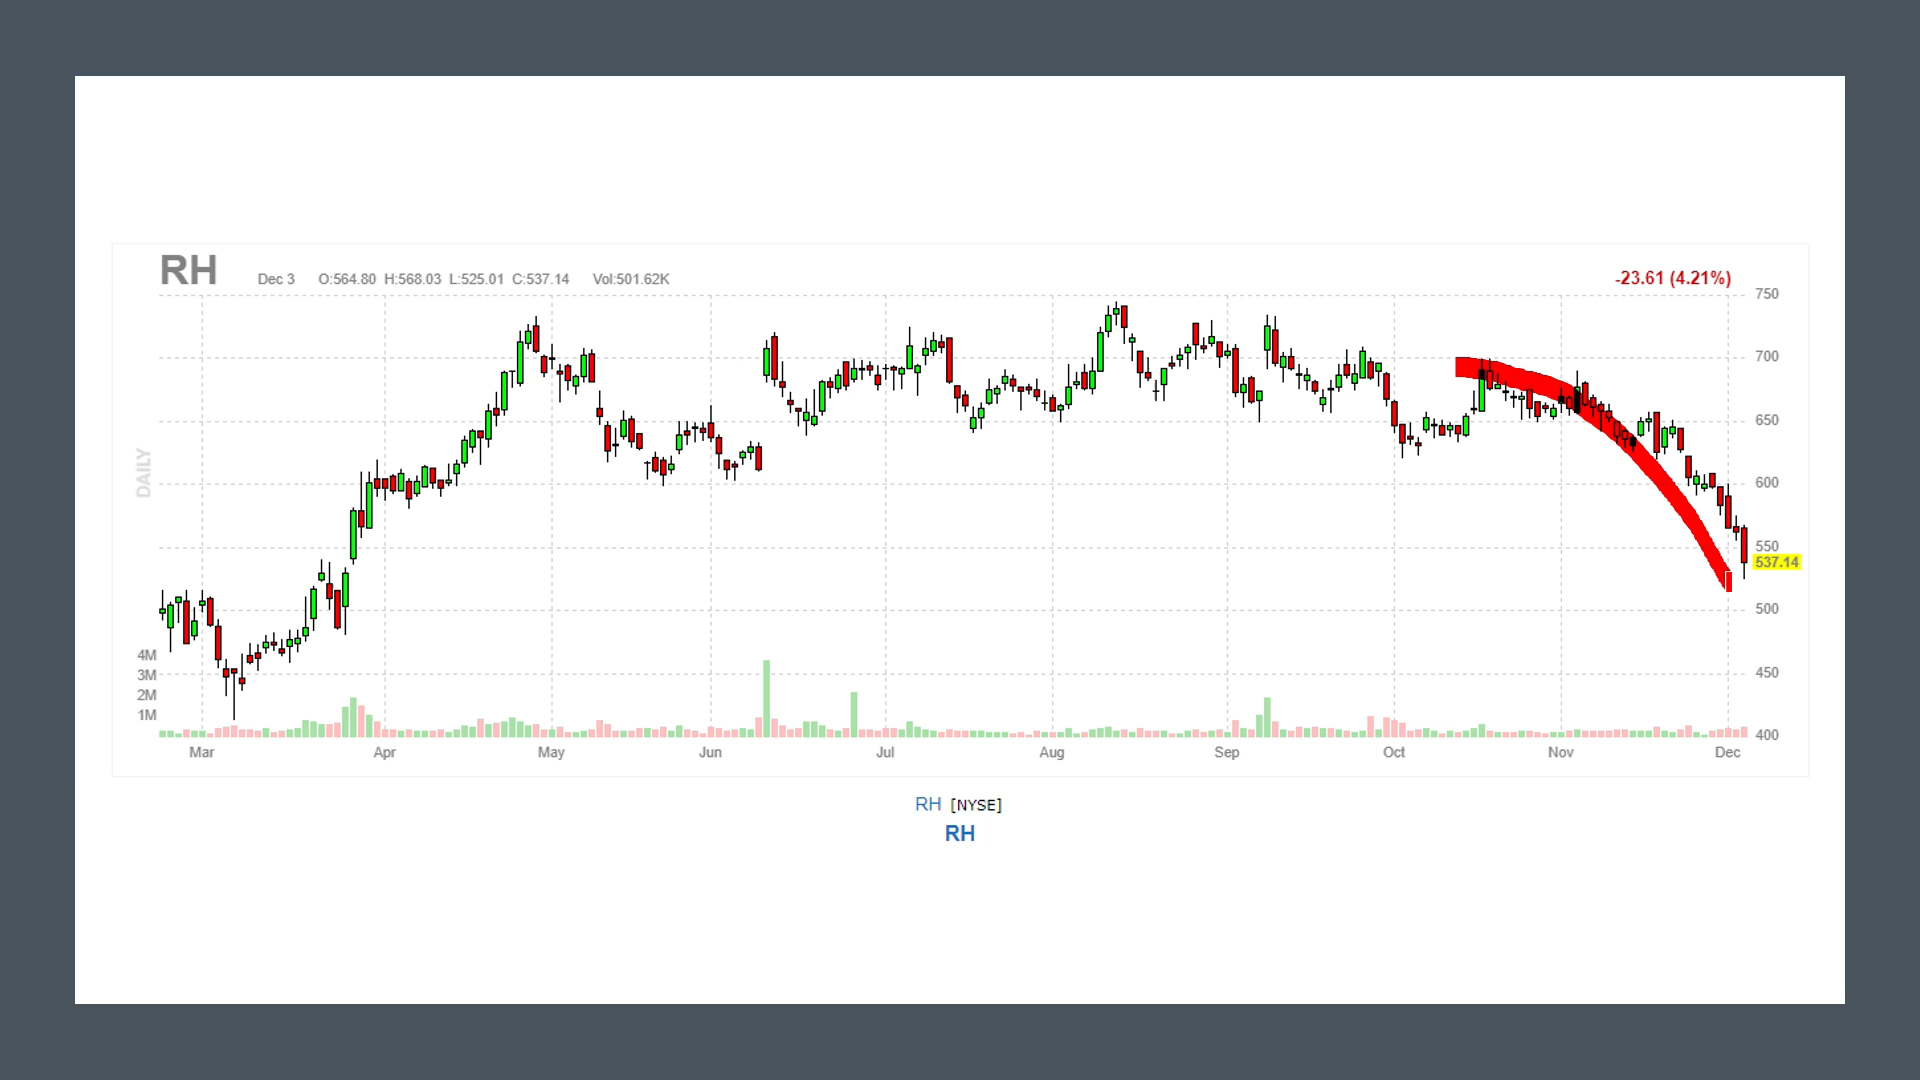 RH Dec 3 O:564.80 H:568.03 L:525.01 C:537.14 Vol:501.62K -23.61 (4.21%)
750
700
650
600
550
537.14
500
450
400
DAILY
4M
3M
2M
1M
Mar Apr May Jun Jul Aug Sep Oct Nov Dec
RH [NYSE]
RH